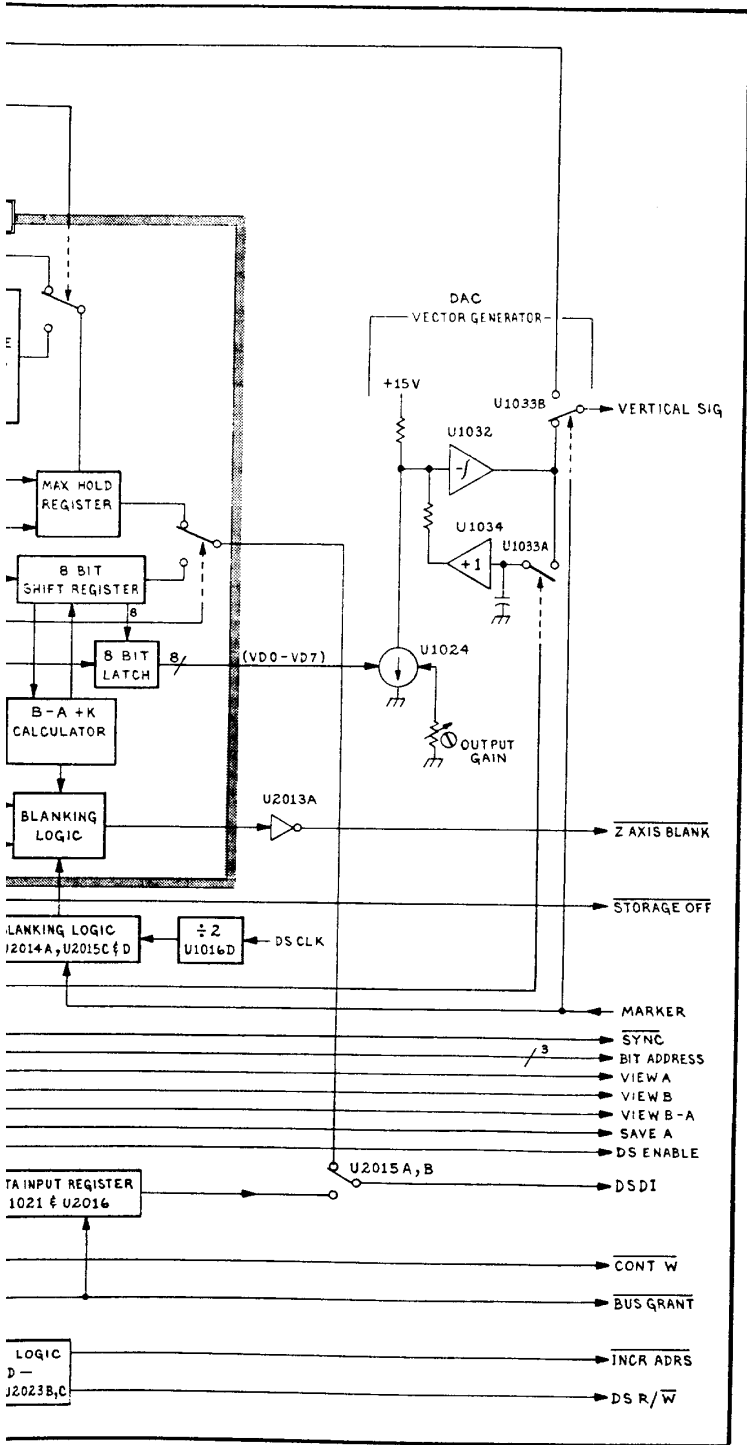 DAC
VECTOR GENERATOR
+15V
U1033B
VERTICAL SIG
U1032
-∫
E
MAX HOLD
REGISTER
U1034
+1
U1033A
8 BIT
SHIFT REGISTER
8
8 BIT
LATCH
8
(VD0-VD7)
U1024
B-A+K
CALCULATOR
OUTPUT
GAIN
BLANKING
LOGIC
U2013A
Z AXIS BLANK
STORAGE OFF
LANKING LOGIC
U2014A, U2015C & D
÷2
U1016D
DS CLK
MARKER
SYNC
3
BIT ADDRESS
VIEW A
VIEW B
VIEW B-A
SAVE A
DS ENABLE
U2015A, B
TA INPUT REGISTER
1021 & U2016
DSDI
CONT W
BUS GRANT
LOGIC
D —
U2023B,C
INCR ADRS
DS R/W̅